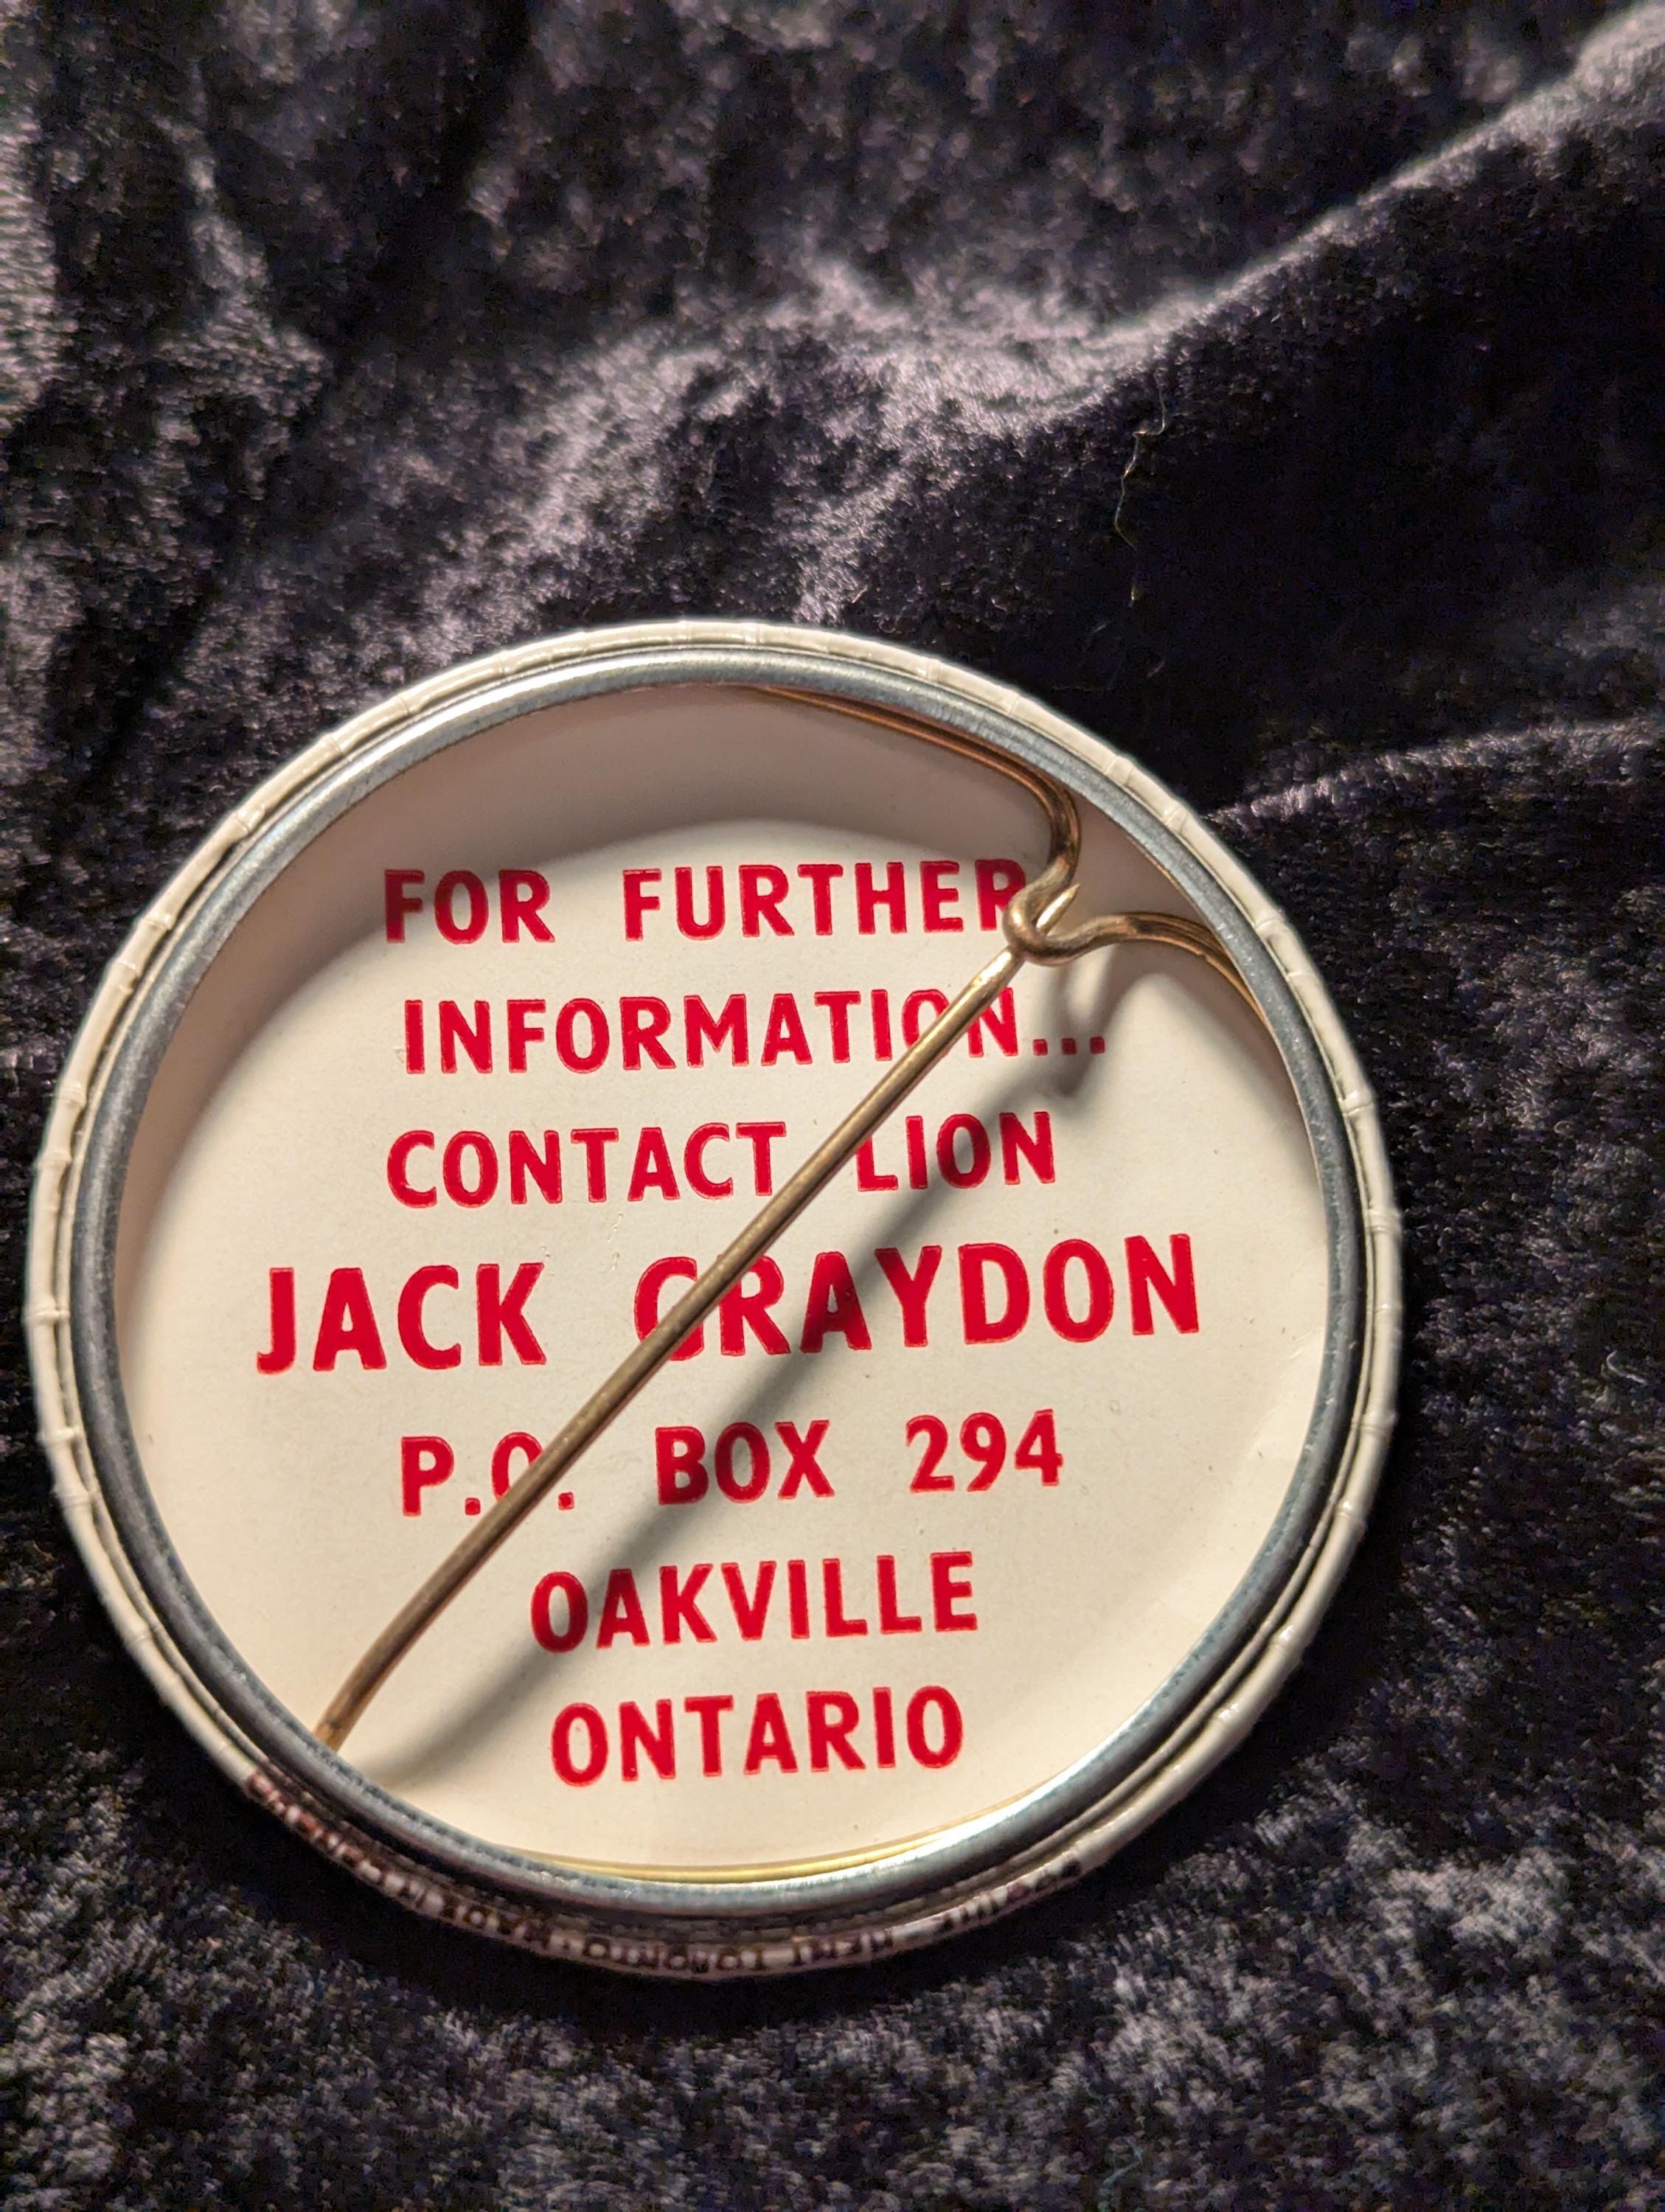 FOR FURTHER
INFORMATION...
CONTACT LION
JACK GRAYDON
P.O. BOX 294
OAKVILLE
ONTARIO